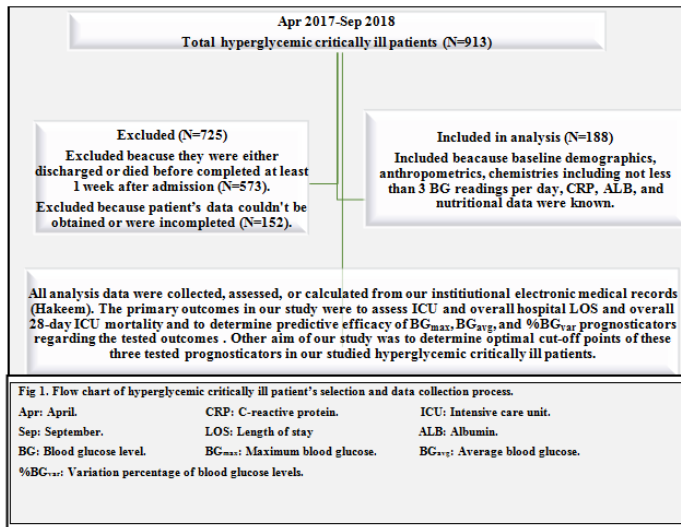 Apr 2017-Sep 2018
Total hyperglycemic critically ill patients (N=913)
Excluded (N=725)
Excluded beacuse they were either
discharged or died before completed at least
1 week after admission (N=573).
Excluded because patient's data couldn't be
obtained or were incompleted (N=152).
Included in analysis (N=188)
Included beacause baseline demographics,
anthropometrics, chemistries including not less
than 3 BG readings per day, CRP, ALB, and
nutritional data were known.
All analysis data were collected, assessed, or calculated from our institiutional electronic medical records
(Hakeem). The primary outcomes in our study were to assess ICU and overall hospital LOS and overall
28-day ICU mortality and to determine predictive efficacy of BGmax, BGavg, and %BGvar prognosticators
regarding the tested outcomes . Other aim of our study was to determine optimal cut-off points of these
three tested prognosticators in our studied hyperglycemic critically ill patients.
Fig 1. Flow chart of hyperglycemic critically ill patient's selection and data collection process.
Apr: April. CRP: C-reactive protein. ICU: Intensive care unit.
Sep: September. LOS: Length of stay ALB: Albumin.
BG: Blood glucose level. BGmax: Maximum blood glucose. BGavg: Average blood glucose.
%BGvar: Variation percentage of blood glucose levels.